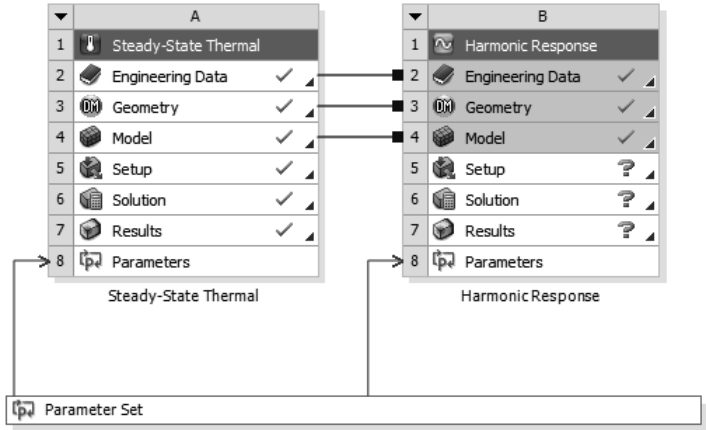 A
1 Steady-State Thermal
2 Engineering Data
3 DM Geometry
4 Model
5 Setup
6 Solution
7 Results
8 Parameters
Steady-State Thermal
B
1 Harmonic Response
2 Engineering Data
3 DM Geometry
4 Model
5 Setup ?
6 Solution ?
7 Results ?
8 Parameters
Harmonic Response
Parameter Set